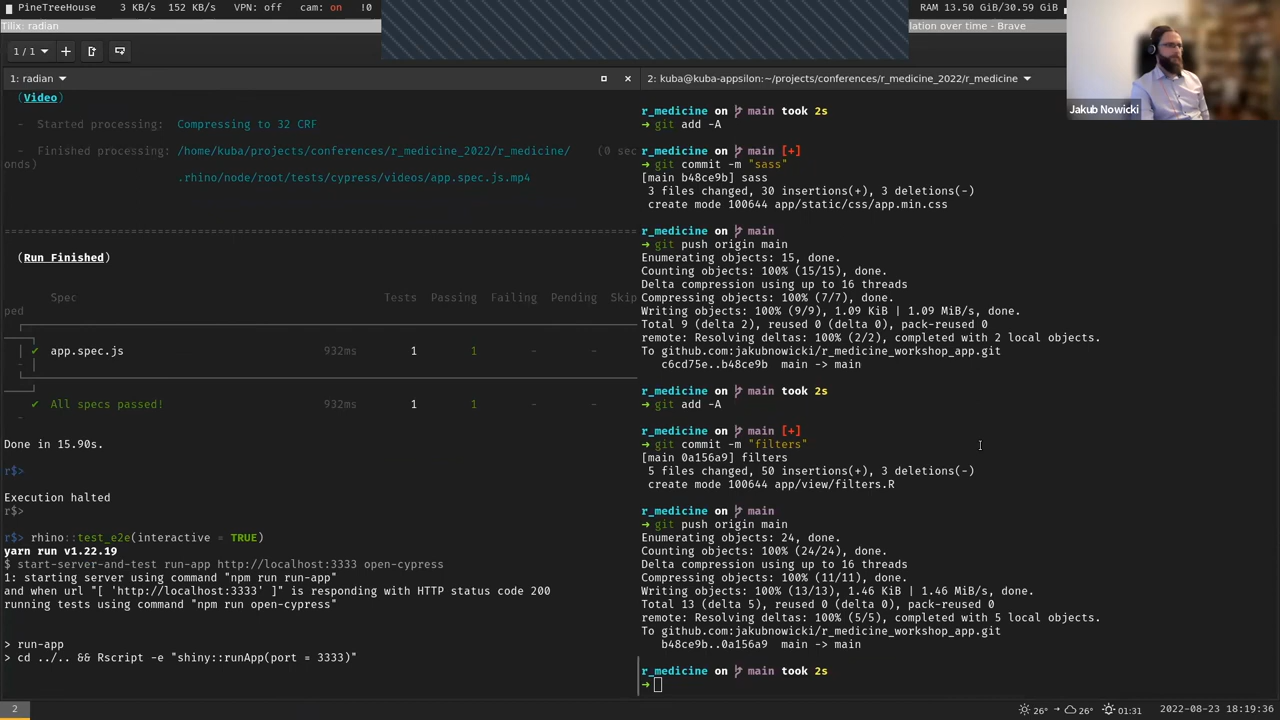 PineTreeHouse 3 KB/s 152 KB/s VPN: off cam: on !0
RAM 13.50 GiB/30.59 GiB
Tilix: radian
lation over time - Brave
1 / 1
1: radian
2: kuba@kuba-appsilon:~/projects/conferences/r_medicine_2022/r_medicine
Jakub Nowicki
(Video)
- Started processing: Compressing to 32 CRF
- Finished processing: /home/kuba/projects/conferences/r_medicine_2022/r_medicine/ (0 sec
onds)
.rhino/node/root/tests/cypress/videos/app.spec.js.mp4
================================================================================
(Run Finished)
Spec Tests Passing Failing Pending Skip
ped
✔ app.spec.js 932ms 1 1 - -
-
✔ All specs passed! 932ms 1 1 - -
-
Done in 15.90s.
r$>
Execution halted
r$>
r$> rhino::test_e2e(interactive = TRUE)
yarn run v1.22.19
$ start-server-and-test run-app http://localhost:3333 open-cypress
1: starting server using command "npm run run-app"
and when url "[ 'http://localhost:3333' ]" is responding with HTTP status code 200
running tests using command "npm run open-cypress"
> run-app
> cd ../.. && Rscript -e "shiny::runApp(port = 3333)"
r_medicine on main took 2s
➜ git add -A
r_medicine on main [+]
➜ git commit -m "sass"
[main b48ce9b] sass
3 files changed, 30 insertions(+), 3 deletions(-)
create mode 100644 app/static/css/app.min.css
r_medicine on main
➜ git push origin main
Enumerating objects: 15, done.
Counting objects: 100% (15/15), done.
Delta compression using up to 16 threads
Compressing objects: 100% (7/7), done.
Writing objects: 100% (9/9), 1.09 KiB | 1.09 MiB/s, done.
Total 9 (delta 2), reused 0 (delta 0), pack-reused 0
remote: Resolving deltas: 100% (2/2), completed with 2 local objects.
To github.com:jakubnowicki/r_medicine_workshop_app.git
c6cd75e..b48ce9b main -> main
r_medicine on main took 2s
➜ git add -A
r_medicine on main [+]
➜ git commit -m "filters"
[main 0a156a9] filters
5 files changed, 50 insertions(+), 3 deletions(-)
create mode 100644 app/view/filters.R
r_medicine on main
➜ git push origin main
Enumerating objects: 24, done.
Counting objects: 100% (24/24), done.
Delta compression using up to 16 threads
Compressing objects: 100% (11/11), done.
Writing objects: 100% (13/13), 1.46 KiB | 1.46 MiB/s, done.
Total 13 (delta 5), reused 0 (delta 0), pack-reused 0
remote: Resolving deltas: 100% (5/5), completed with 5 local objects.
To github.com:jakubnowicki/r_medicine_workshop_app.git
b48ce9b..0a156a9 main -> main
r_medicine on main took 2s
➜
2
26° → 26° 01:31 2022-08-23 18:19:36